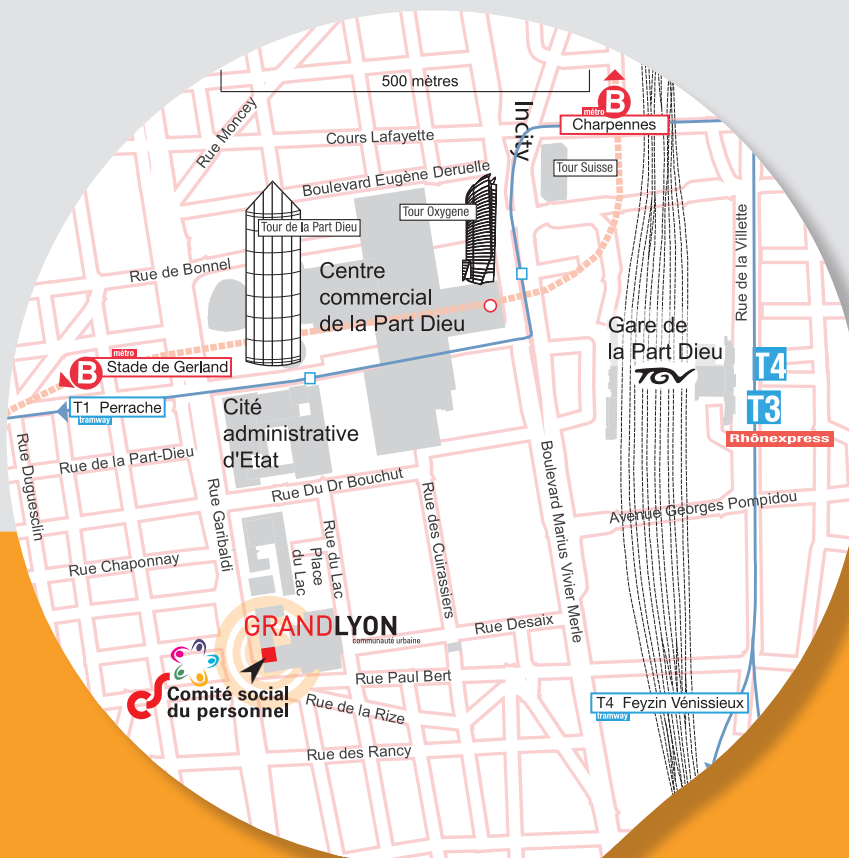 500 mètres
Rue Moncey
Cours Lafayette
Incity
métro
B
Charpennes
Boulevard Eugène Deruelle
Tour Suisse
Tour Oxygene
Tour de la Part Dieu
Rue de la Villette
Rue de Bonnel
Centre
commercial
de la Part Dieu
Gare de
la Part Dieu
TGV
métro
B
Stade de Gerland
T4
T3
Rhônexpress
T1 Perrache
tramway
Cité
administrative
d'Etat
Rue Duguesclin
Rue de la Part-Dieu
Rue Garibaldi
Rue Du Dr Bouchut
Rue des Cuirassiers
Boulevard Marius Vivier Merle
Avenue Georges Pompidou
Rue Chaponnay
Place
du Lac
Rue du Lac
GRANDLYON
communauté urbaine
Rue Desaix
Rue Paul Bert
cs
Comité social
du personnel
Rue de la Rize
T4 Feyzin Vénissieux
tramway
Rue des Rancy